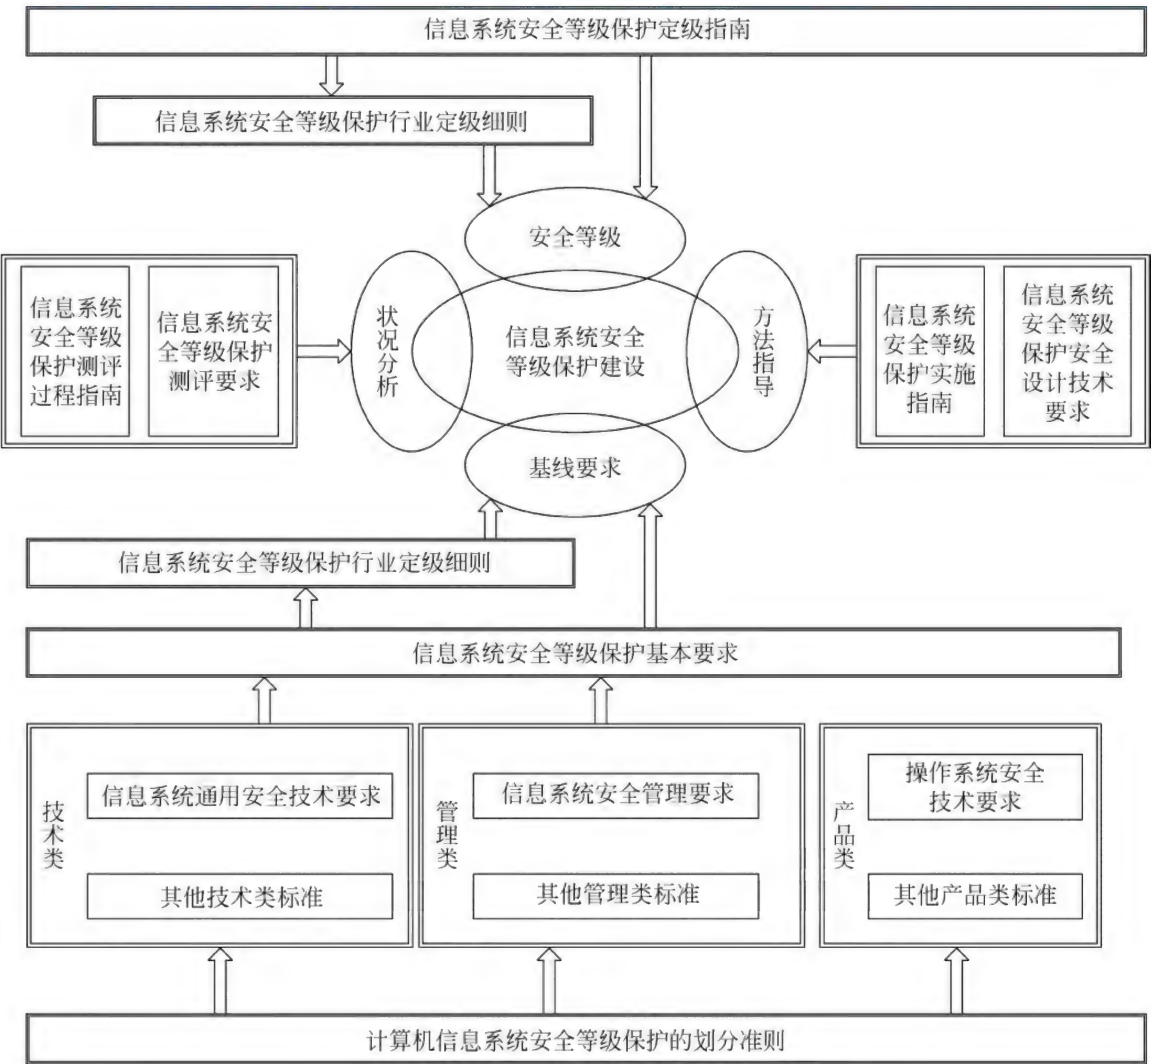 信息系统安全等级保护定级指南
信息系统安全等级保护行业定级细则
安全等级
信息系统
安全等级
保护测评
过程指南
信息系统安
全等级保护
测评要求
状况分析
信息系统安全
等级保护建设
方法指导
信息系统
安全等级
保护实施
指南
信息系统
安全等级
保护安全
设计技术
要求
基线要求
信息系统安全等级保护行业定级细则
信息系统安全等级保护基本要求
技术类
信息系统通用安全技术要求
其他技术类标准
管理类
信息系统安全管理要求
其他管理类标准
产品类
操作系统安全
技术要求
其他产品类标准
计算机信息系统安全等级保护的划分准则